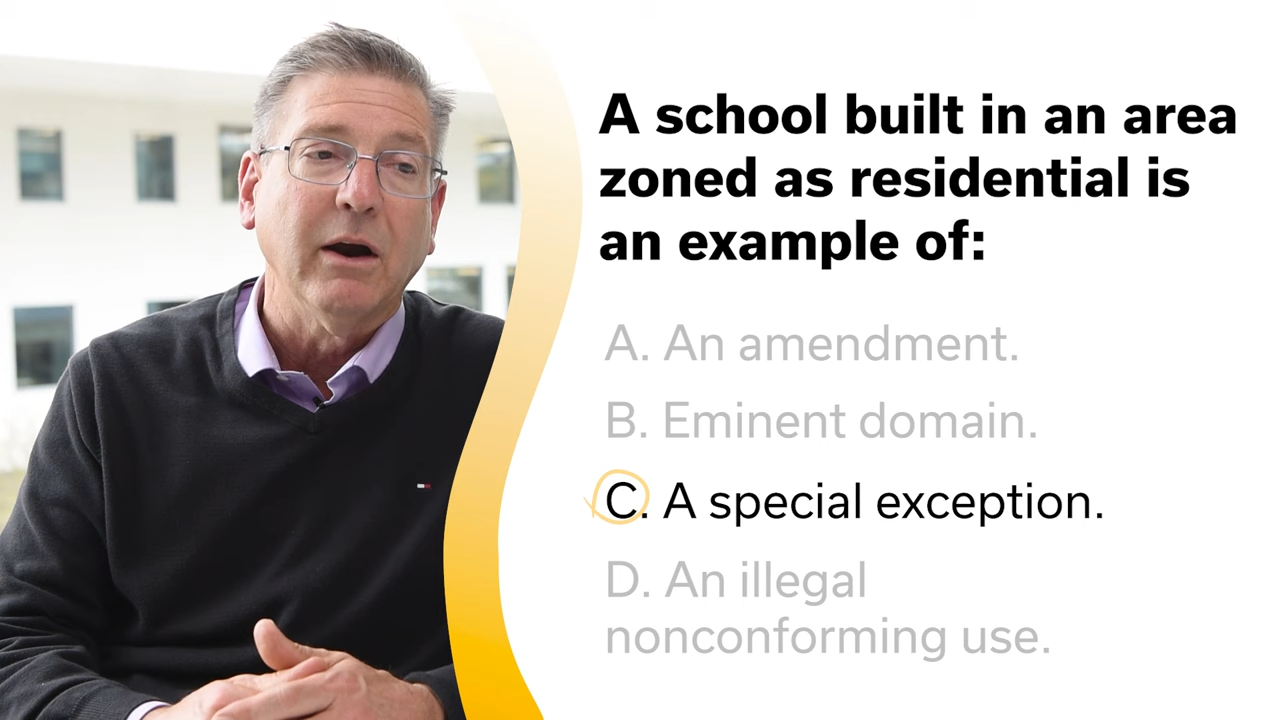 A school built in an area
zoned as residential is
an example of:
A. An amendment.
B. Eminent domain.
C. A special exception.
D. An illegal
nonconforming use.